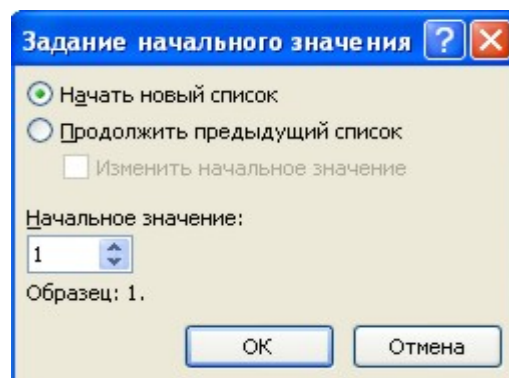 Задание начального значения
Начать новый список
Продолжить предыдущий список
Изменить начальное значение
Начальное значение:
1
Образец: 1.
ОК Отмена